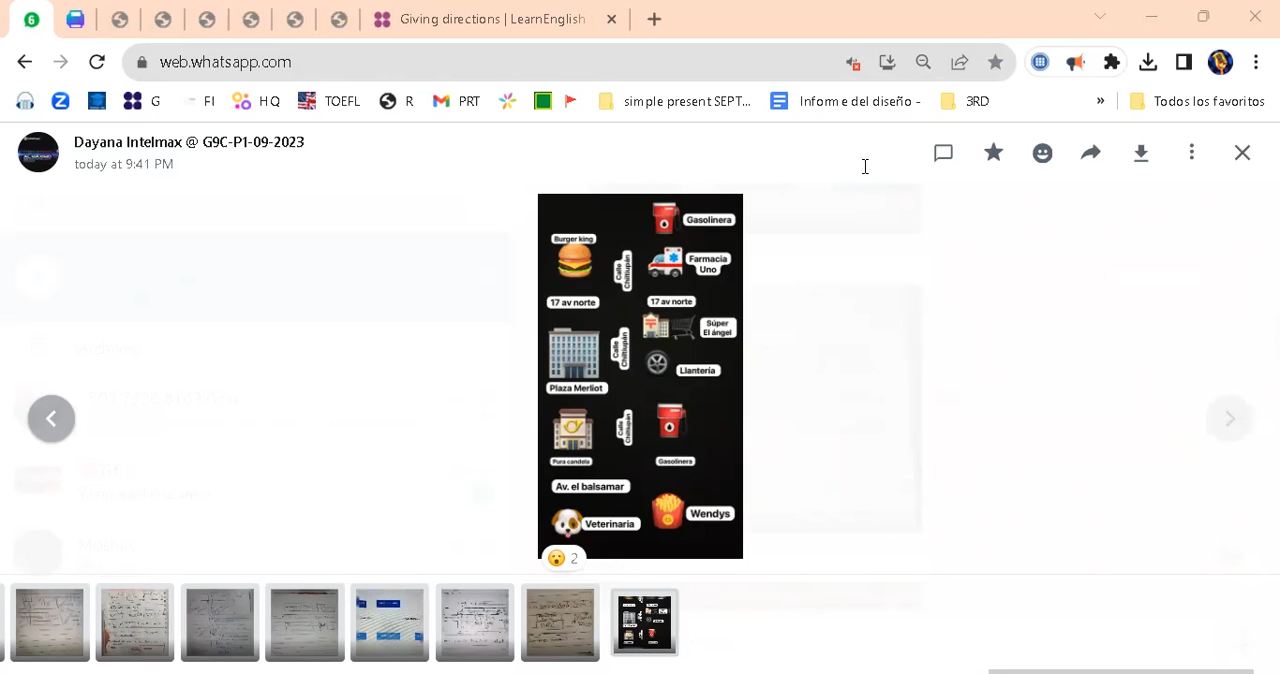 6
Giving directions | LearnEnglish
web.whatsapp.com
G
FI
H Q
TOEFL
R
PRT
simple present SEPT...
Informe del diseño -
3RD
»
Todos los favoritos
Dayana Intelmax @ G9C-P1-09-2023
today at 9:41 PM
Gasolinera
Burger king
Calle Chiltiupán
Farmacia
Uno
17 av norte
17 av norte
Súper
El ángel
Calle Chiltiupán
Llantería
Plaza Merliot
Calle Chiltiupán
Pura candela
Gasolinera
Av. el balsamar
Veterinaria
Wendys
2